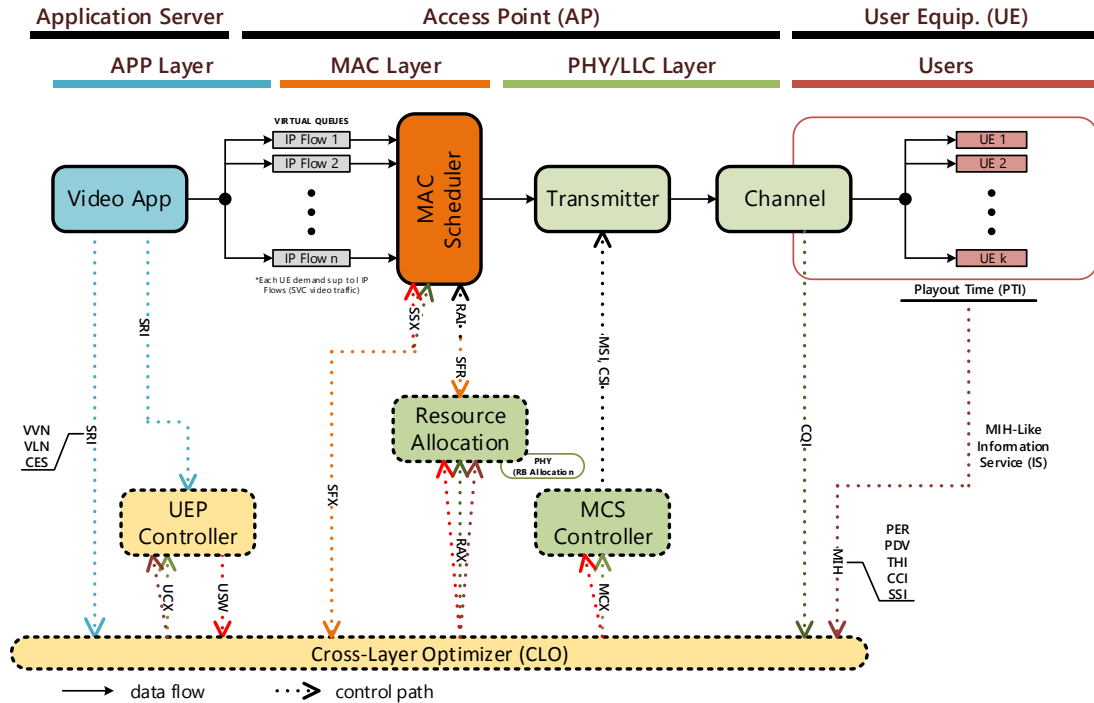 Application Server
Access Point (AP)
User Equip. (UE)
APP Layer
MAC Layer
PHY/LLC Layer
Users
VIRTUAL QUEUES
IP Flow 1
IP Flow 2
IP Flow n
*Each UE demands up to l IP
Flows (SVC video traffic)
Video App
MAC
Scheduler
Transmitter
Channel
UE 1
UE 2
UE k
Playout Time (PTI)
SRI
SSX
RAI
SFR
MSI, CSI
Resource
Allocation
PHY
(RB Allocation
VVN
VLN
CES
SRI
CQI
MIH-Like
Information
Service (IS)
SFX
UEP
Controller
MCS
Controller
RAX
PER
PDV
THI
CCI
SSI
MIH
UCX
USW
MCX
Cross-Layer Optimizer (CLO)
data flow
control path